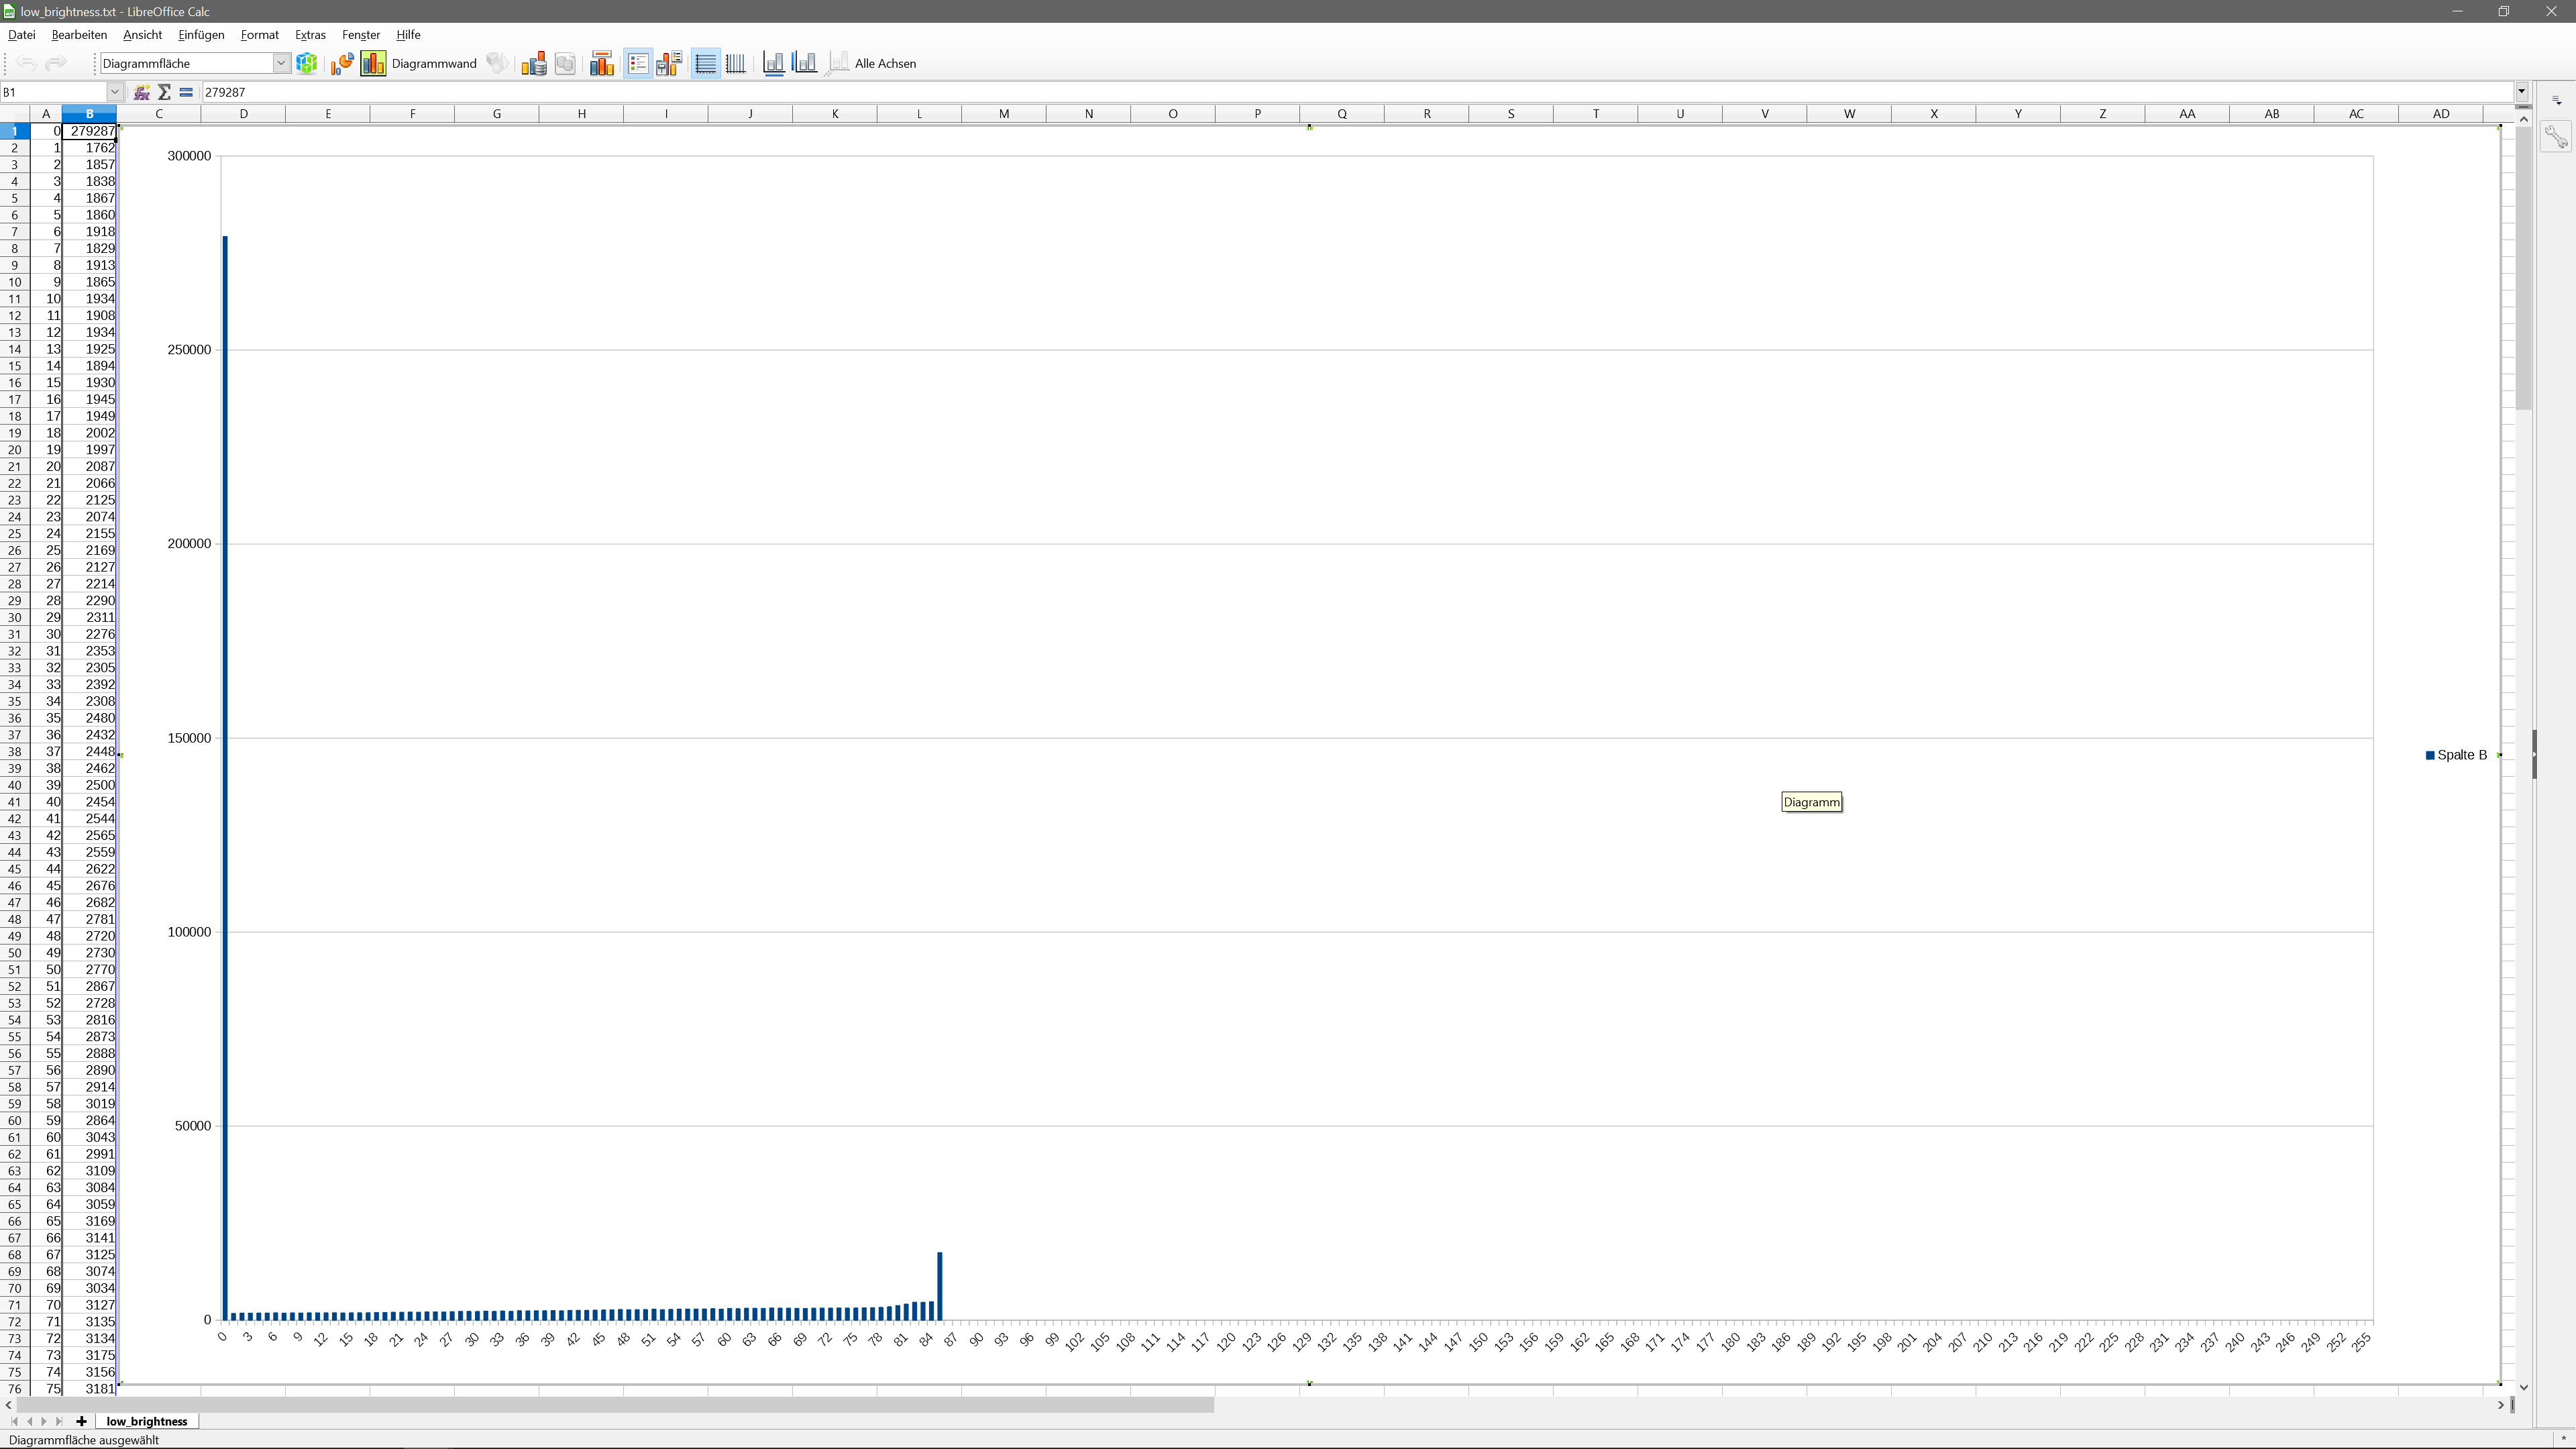 low_brightness.txt - LibreOffice Calc
Datei Bearbeiten Ansicht Einfügen Format Extras Fenster Hilfe
Diagrammfläche Diagrammwand Alle Achsen
B1 279287
A B C D E F G H I J K L M N O P Q R S T U V W X Y Z AA AB AC AD
1 0 279287
2 1 1762
3 2 1857
4 3 1838
5 4 1867
6 5 1860
7 6 1918
8 7 1829
9 8 1913
10 9 1865
11 10 1934
12 11 1908
13 12 1934
14 13 1925
15 14 1894
16 15 1930
17 16 1945
18 17 1949
19 18 2002
20 19 1997
21 20 2087
22 21 2066
23 22 2125
24 23 2074
25 24 2155
26 25 2169
27 26 2127
28 27 2214
29 28 2290
30 29 2311
31 30 2276
32 31 2353
33 32 2305
34 33 2392
35 34 2308
36 35 2480
37 36 2432
38 37 2448
39 38 2462
40 39 2500
41 40 2454
42 41 2544
43 42 2565
44 43 2559
45 44 2622
46 45 2676
47 46 2682
48 47 2781
49 48 2720
50 49 2730
51 50 2770
52 51 2867
53 52 2728
54 53 2816
55 54 2873
56 55 2888
57 56 2890
58 57 2914
59 58 3019
60 59 2864
61 60 3043
62 61 2991
63 62 3109
64 63 3084
65 64 3059
66 65 3169
67 66 3141
68 67 3125
69 68 3074
70 69 3034
71 70 3127
72 71 3135
73 72 3134
74 73 3175
75 74 3156
76 75 3181
300000
250000
200000
150000
100000
50000
0
Spalte B
Diagramm
0 3 6 9 12 15 18 21 24 27 30 33 36 39 42 45 48 51 54 57 60 63 66 69 72 75 78 81 84 87 90 93 96 99 102 105 108 111 114 117 120 123 126 129 132 135 138 141 144 147 150 153 156 159 162 165 168 171 174 177 180 183 186 189 192 195 198 201 204 207 210 213 216 219 222 225 228 231 234 237 240 243 246 249 252 255
low_brightness
Diagrammfläche ausgewählt